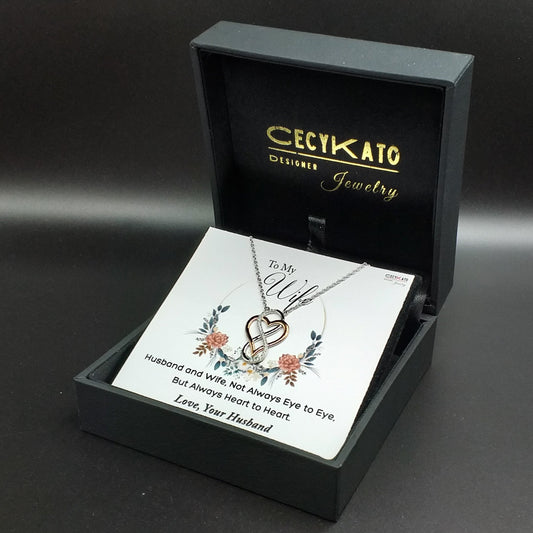 CECYKATO
DESIGNER Jewelry
To My
Wife
CECYKATO
Husband and Wife, Not Always Eye to Eye,
But Always Heart to Heart.
Love, Your Husband